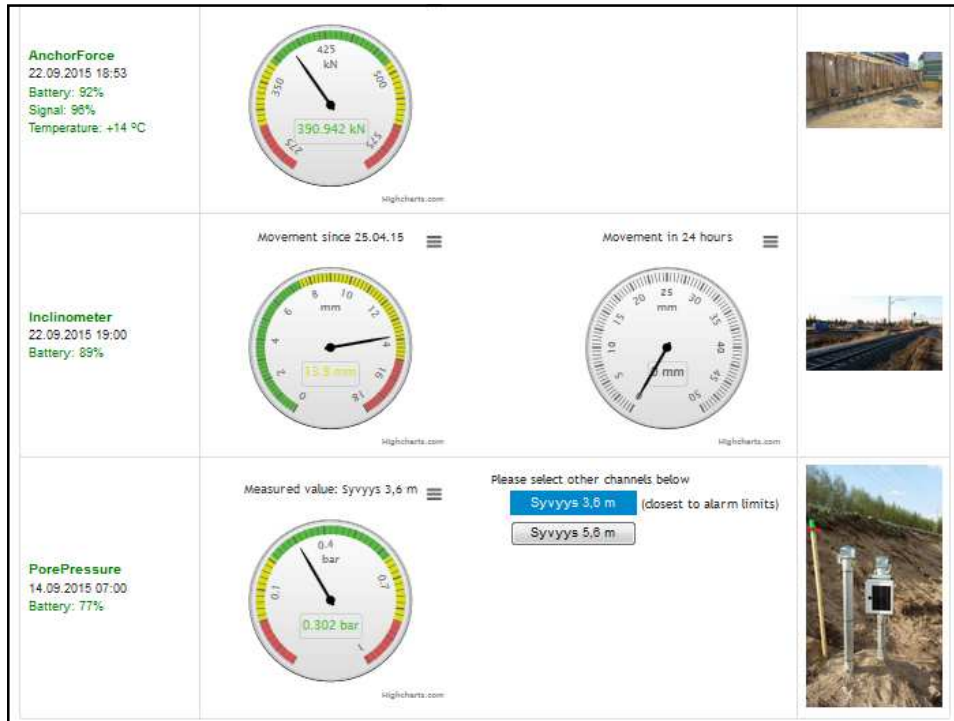 AnchorForce
22.09.2015 18:53
Battery: 92%
Signal: 96%
Temperature: +14 ºC
275
350
425
500
575
kN
390.942 kN
Highcharts.com
Inclinometer
22.09.2015 19:00
Battery: 89%
Movement since 25.04.15
0
2
4
6
8
10
12
14
16
18
mm
13.8 mm
Highcharts.com
Movement in 24 hours
5
10
15
20
25
30
35
40
45
50
mm
0 mm
Highcharts.com
PorePressure
14.09.2015 07:00
Battery: 77%
Measured value: Syvyys 3,6 m
0.1
0.4
0.7
1
bar
0.302 bar
Highcharts.com
Please select other channels below
Syvyys 3,6 m (closest to alarm limits)
Syvyys 5,6 m